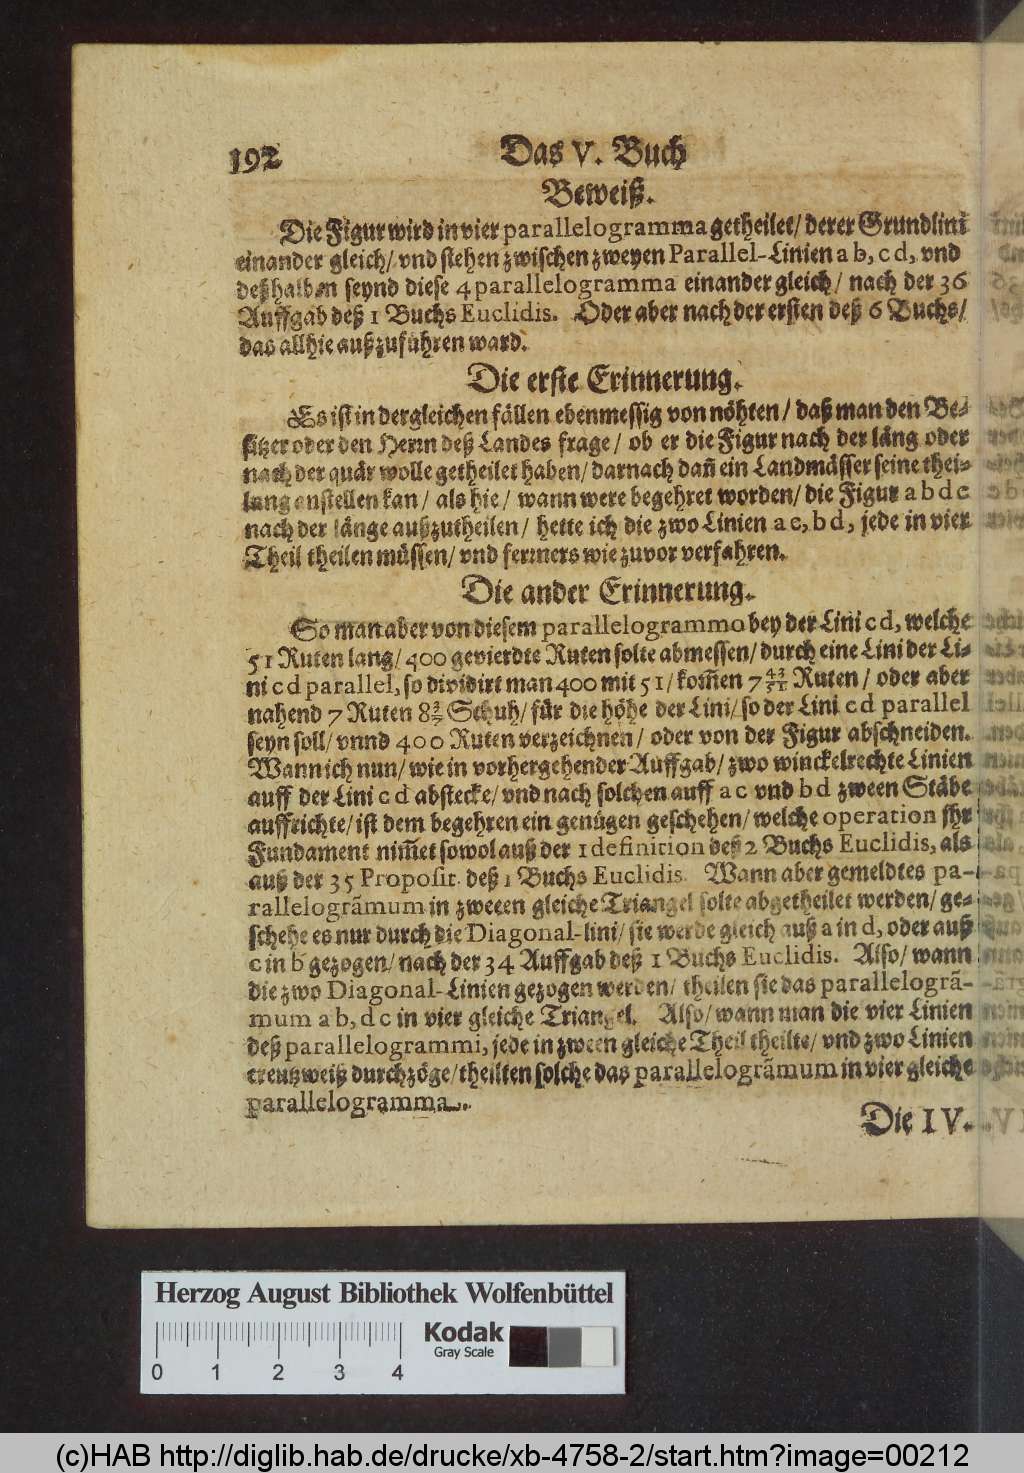 192
Das V. Buch
Beweiß.
Die Figur wird in vier parallelogramma getheilet/ derer Grundlini
einander gleich/ vnd stehen zwischen zweyen Parallel-Linien a b, c d, vnd
deßhalben seynd diese 4 parallelogramma einander gleich/ nach der 36
Auffgab deß 1 Buchs Euclidis. Oder aber nach der ersten deß 6 Buchs/
das allhie außzuführen ward.
Die erste Erinnerung.
Es ist in dergleichen fällen ebenmessig von nöhten/ daß man den Be-
sitzer oder den Herrn deß Landes frage/ ob er die Figur nach der läng oder
nach der quär wolle getheilet haben/ darnach dañ ein Landmässer seine thei-
lung anstellen kan/ als hie/ wann were begehret worden/ die Figur a b d c
nach der länge außzutheilen/ hette ich die zwo Linien a c, b d, jede in vier
Theil theilen müssen/ vnd ferrners wie zuvor verfahren.
Die ander Erinnerung.
So man aber von diesem parallelogrammo bey der Lini c d, welche
51 Ruten lang/ 400 gevierdte Ruten solte abmessen/ durch eine Lini der Li-
ni c d parallel, so dividirt man 400 mit 51/ kom̃en 7 43/51 Ruten/ oder aber
nahend 7 Ruten 8 Schuh/ für die höhe der Lini/ so der Lini c d parallel
seyn soll/ vnnd 400 Ruten verzeichnen/ oder von der Figur abschneiden.
Wann ich nun/ wie in vorhergehender Auffgab/ zwo winckelrechte Linien
auff der Lini c d abstecke/ vnd nach solchen auff a c vnd b d zween Stäbe
auffrichte/ ist dem begehren ein genügen geschehen/ welche operation jhr
Fundament nim̃et sowol auß der 1 definition deß 2 Buchs Euclidis, als
auß der 35 Proposit. deß 1 Buchs Euclidis. Wann aber gemeldtes pa-
rallelogrãmum in zweeen gleiche Triangel solte abgetheilet werden/ ge-
schehe es nur durch die Diagonal-lini/ sie werde gleich auß a in d, oder auß
c in b gezogen/ nach der 34 Auffgab deß 1 Buchs Euclidis. Also/ wann
die zwo Diagonal-Linien gezogen werden/ theilen sie das parallelogrã-
mum a b, d c in vier gleiche Triangel. Also/ wann man die vier Linien
deß parallelogrammi, jede in zween gleiche Theil theilte/ vnd zwo Linien
creutzweiß durchzöge/ theilten solche das parallelogrãmum in vier gleiche
parallelogramma.
Die IV.
Herzog August Bibliothek Wolfenbüttel
0 1 2 3 4
Kodak
Gray Scale
(c)HAB http://diglib.hab.de/drucke/xb-4758-2/start.htm?image=00212